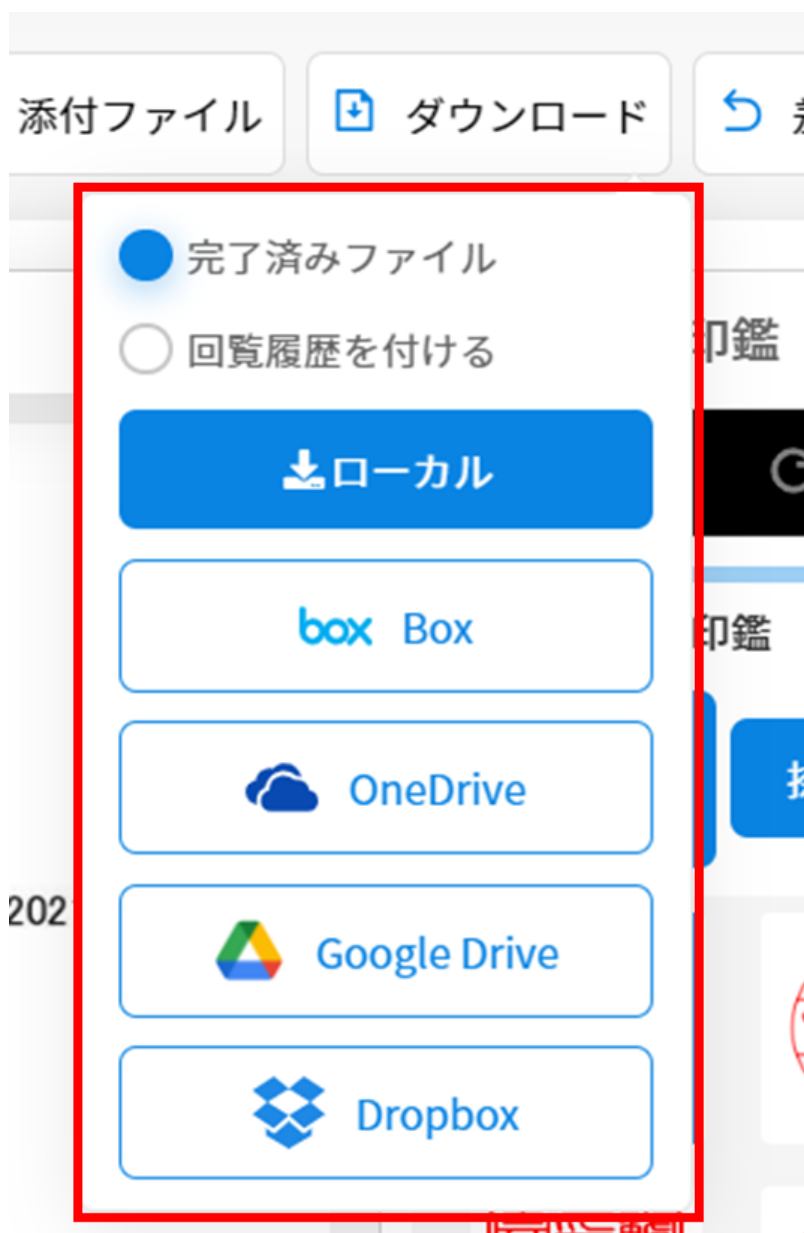 添付ファイル
ダウンロード
完了済みファイル
回覧履歴を付ける
印鑑
ローカル
box Box
印鑑
OneDrive
202
Google Drive
Dropbox